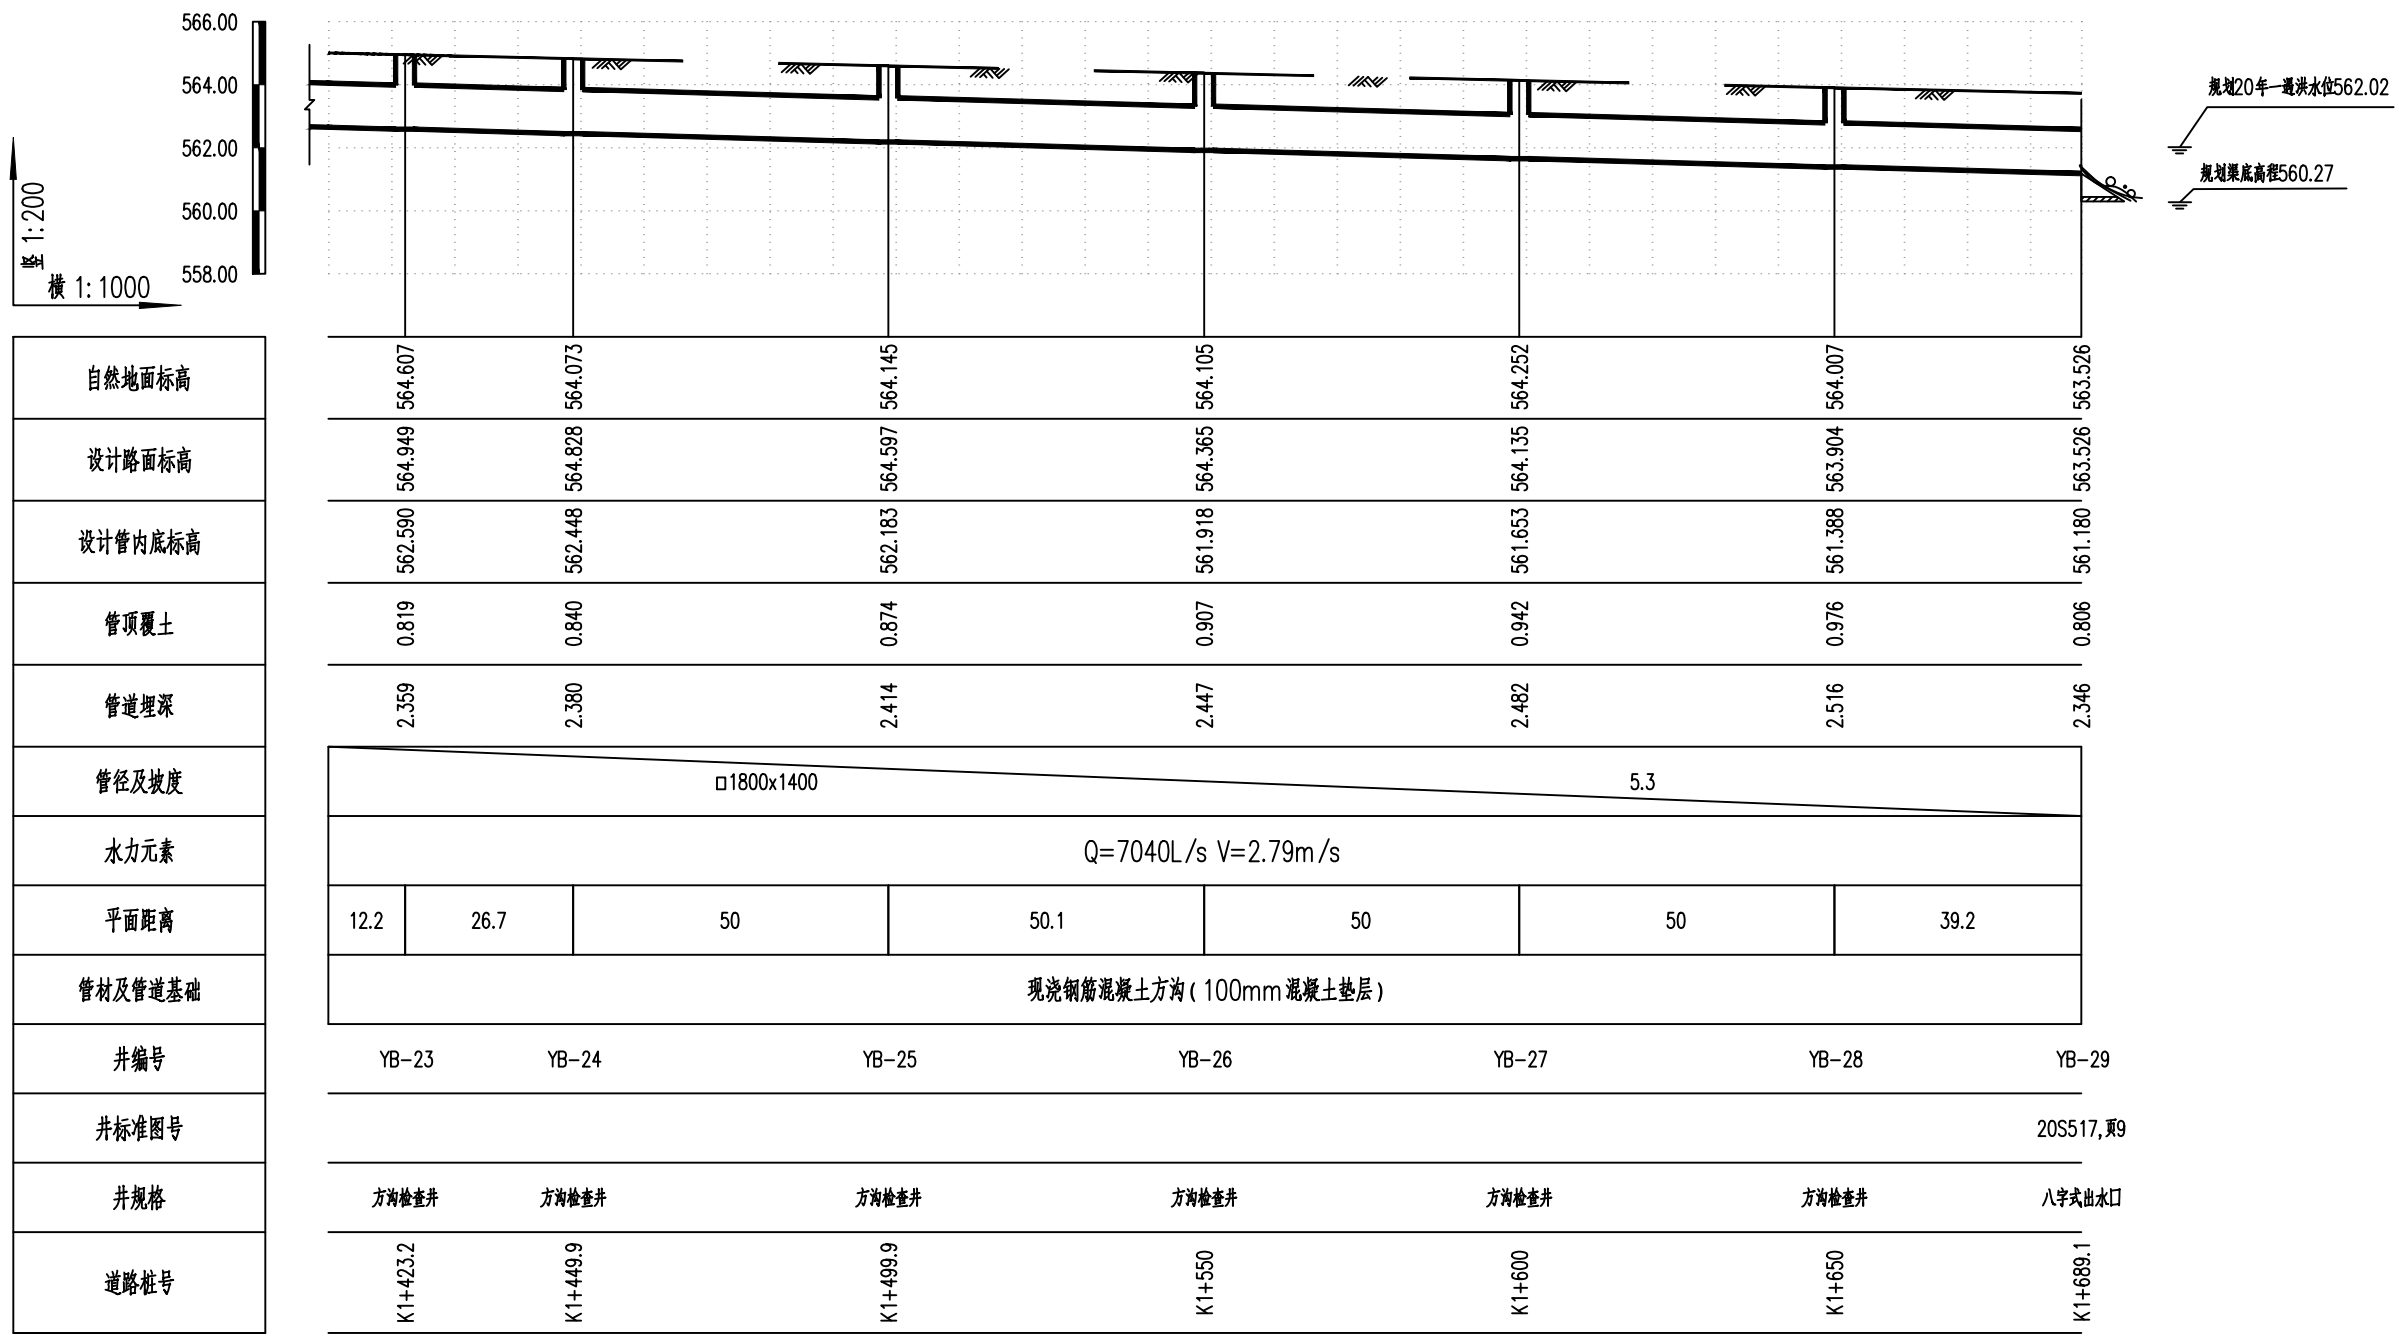 566.00
564.00
562.00
560.00
558.00
竖 1:200
横 1:1000
规划20年一遇洪水位562.02
规划渠底高程560.27
自然地面标高 564.607 564.073 564.145 564.105 564.252 564.007 563.526
设计路面标高 564.949 564.828 564.597 564.365 564.135 563.904 563.526
设计管内底标高 562.590 562.448 562.183 561.918 561.653 561.388 561.180
管顶覆土 0.819 0.840 0.874 0.907 0.942 0.976 0.806
管道埋深 2.359 2.380 2.414 2.447 2.482 2.516 2.346
管径及坡度 □1800x1400 5.3
水力元素 Q=7040L/s V=2.79m/s
平面距离 12.2 26.7 50 50.1 50 50 39.2
管材及管道基础 现浇钢筋混凝土方沟(100mm混凝土垫层)
井编号 YB-23 YB-24 YB-25 YB-26 YB-27 YB-28 YB-29
井标准图号 20S517,页9
井规格 方沟检查井 方沟检查井 方沟检查井 方沟检查井 方沟检查井 方沟检查井 八字式出水口
道路桩号 K1+423.2 K1+449.9 K1+499.9 K1+550 K1+600 K1+650 K1+689.1